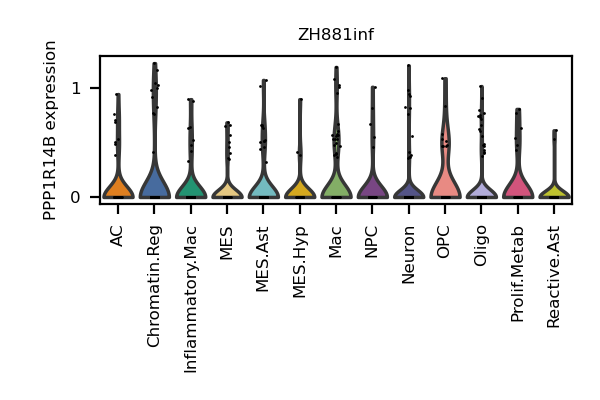 ZH881inf
PPP1R14B expression
1
0
AC
Chromatin.Reg
Inflammatory.Mac
MES
MES.Ast
MES.Hyp
Mac
NPC
Neuron
OPC
Oligo
Prolif.Metab
Reactive.Ast